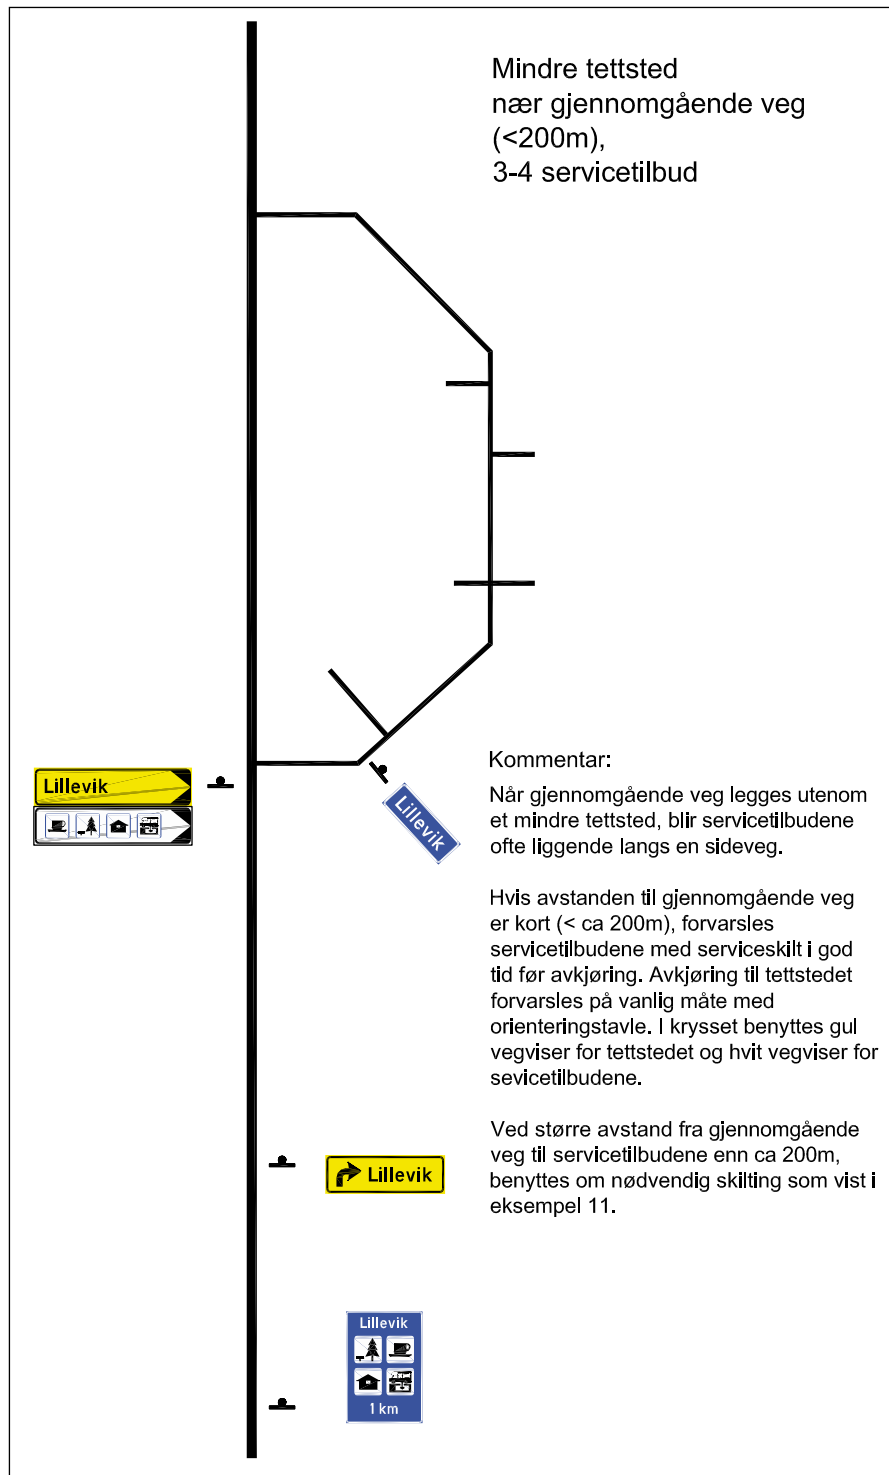 Mindre tettsted
nær gjennomgående veg
(<200m),
3-4 servicetilbud
Lillevik
Lillevik
Kommentar:
Når gjennomgående veg legges utenom
et mindre tettsted, blir servicetilbudene
ofte liggende langs en sideveg.
Hvis avstanden til gjennomgående veg
er kort (< ca 200m), forvarsles
servicetilbudene med serviceskilt i god
tid før avkjøring. Avkjøring til tettstedet
forvarsles på vanlig måte med
orienteringstavle. I krysset benyttes gul
vegviser for tettstedet og hvit vegviser for
sevicetilbudene.
Ved større avstand fra gjennomgående
veg til servicetilbudene enn ca 200m,
benyttes om nødvendig skilting som vist i
eksempel 11.
Lillevik
Lillevik
1 km